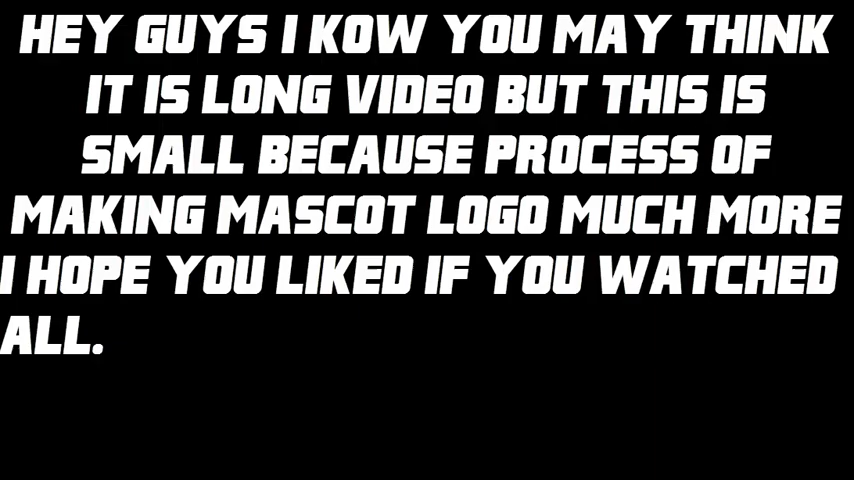 HEY GUYS I KOW YOU MAY THINK
IT IS LONG VIDEO BUT THIS IS
SMALL BECAUSE PROCESS OF
MAKING MASCOT LOGO MUCH MORE
I HOPE YOU LIKED IF YOU WATCHED
ALL.